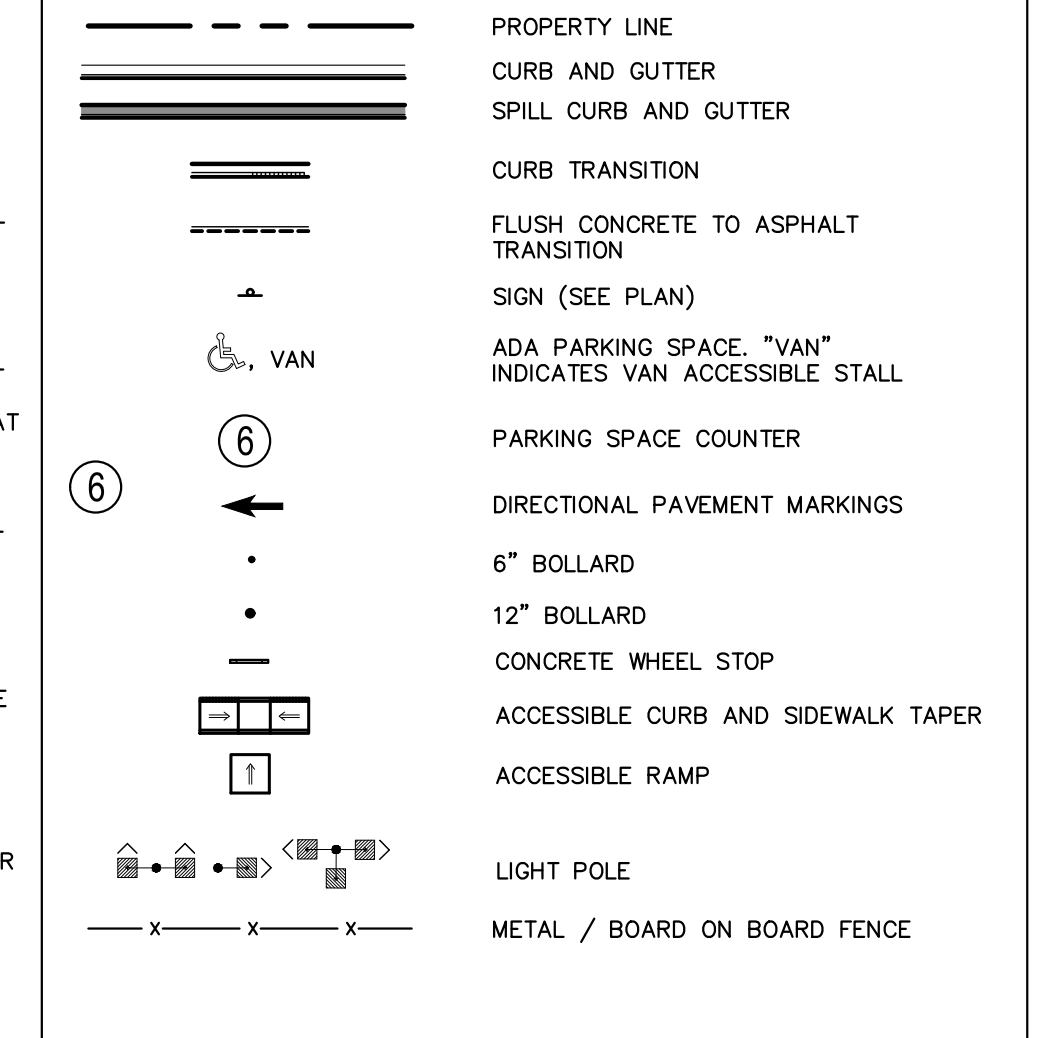 PROPERTY LINE
CURB AND GUTTER
SPILL CURB AND GUTTER
CURB TRANSITION
FLUSH CONCRETE TO ASPHALT
TRANSITION
SIGN (SEE PLAN)
, VAN
ADA PARKING SPACE. "VAN"
INDICATES VAN ACCESSIBLE STALL
AT
6
PARKING SPACE COUNTER
6
DIRECTIONAL PAVEMENT MARKINGS
6" BOLLARD
12" BOLLARD
CONCRETE WHEEL STOP
E
ACCESSIBLE CURB AND SIDEWALK TAPER
ACCESSIBLE RAMP
R
LIGHT POLE
X X X
METAL / BOARD ON BOARD FENCE